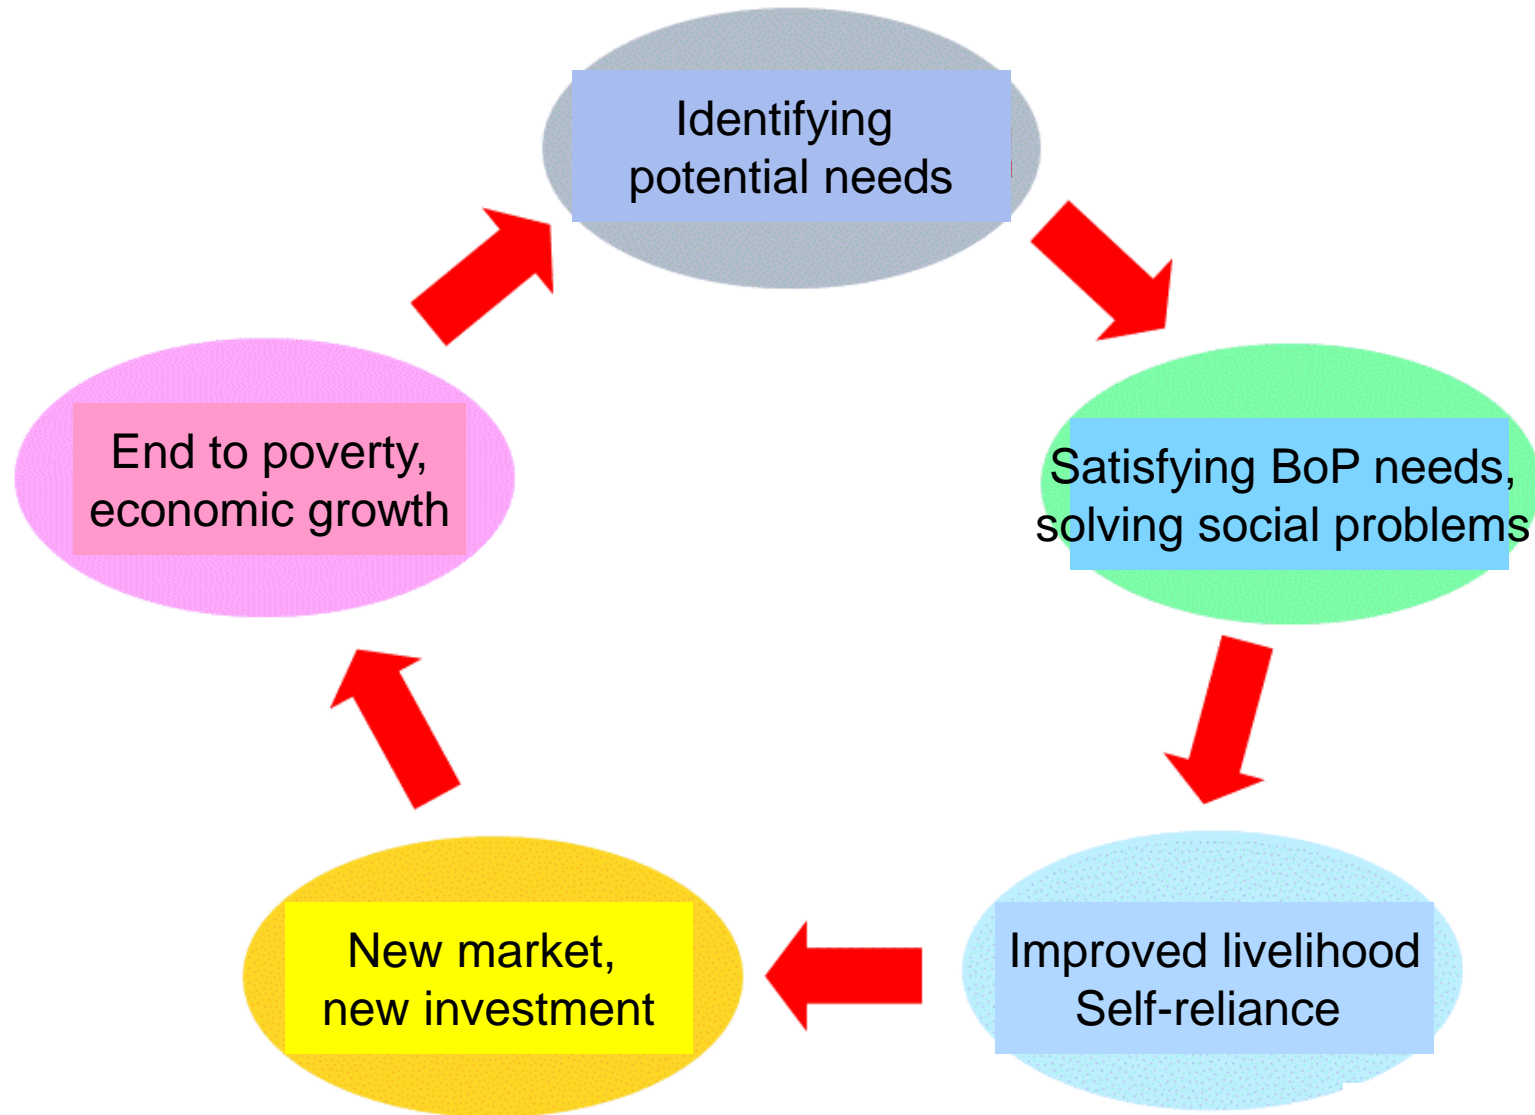 Identifying
potential needs
Satisfying BoP needs,
solving social problems
Improved livelihood
Self-reliance
New market,
new investment
End to poverty,
economic growth